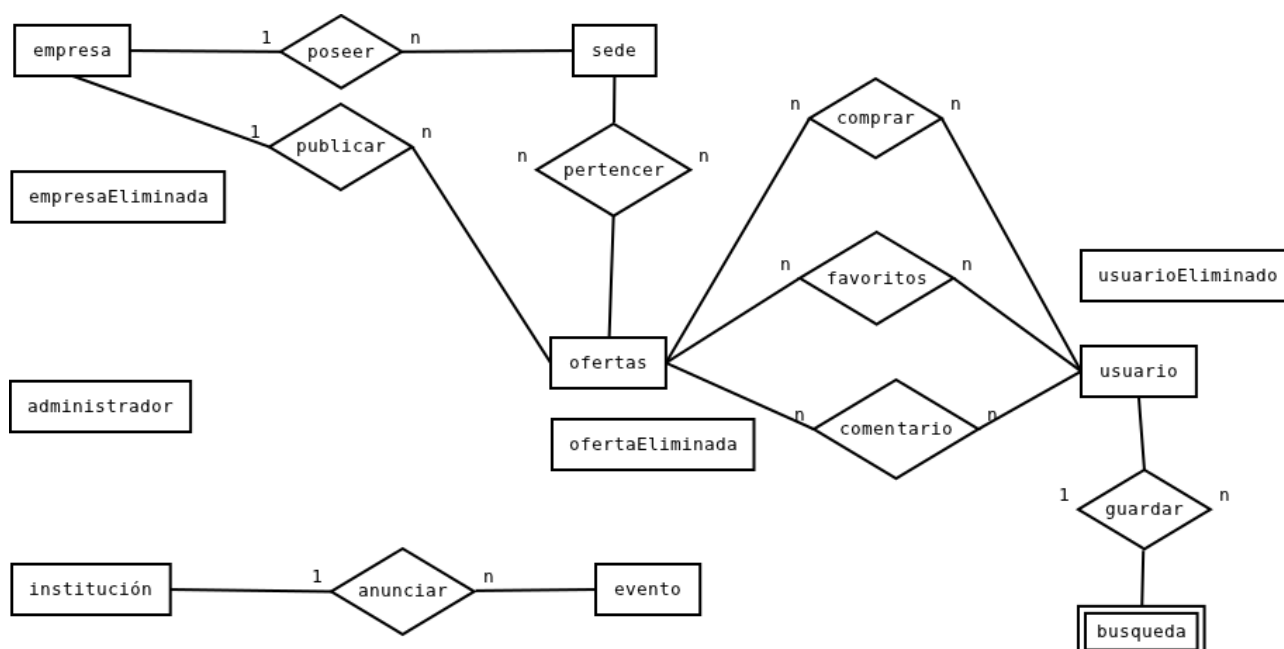 empresa
1
poseer
n
sede
1
publicar
n
n
comprar
n
n
pertencer
n
empresaEliminada
n
favoritos
n
usuarioEliminado
ofertas
usuario
administrador
n
comentario
n
ofertaEliminada
1
guardar
n
institución
1
anunciar
n
evento
busqueda